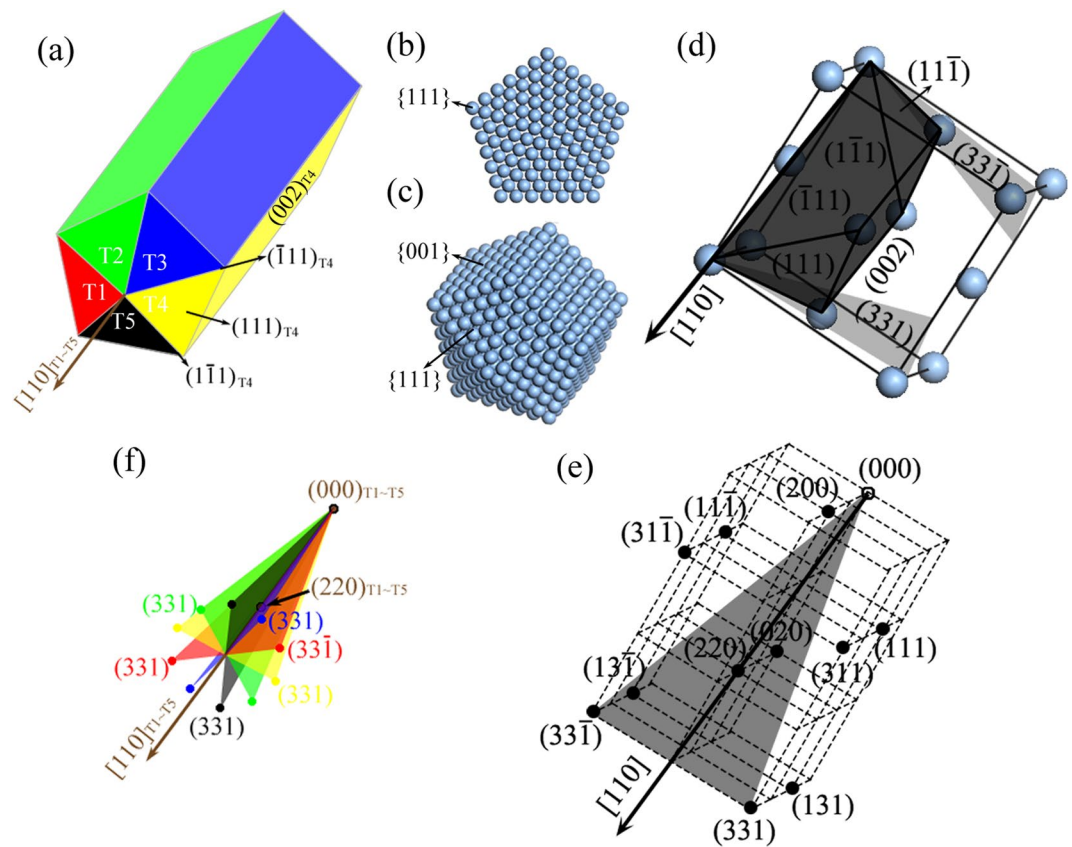 (a)
T1
T2
T3
T4
T5
(002)T4
(1̄11)T4
(111)T4
(11̄1)T4
[110]T1~T5
(b)
{111}
(c)
{001}
{111}
(d)
(111̄)
(11̄1)
(331̄)
(1̄11)
(111)
(002)
(331)
[110]
(f)
(000)T1~T5
(220)T1~T5
(331)
(331)
(331)
(331̄)
(331)
(331)
[110]T1~T5
(e)
(000)
(200)
(111̄)
(311̄)
(020)
(220)
(111)
(311)
(131̄)
(331̄)
[110]
(131)
(331)